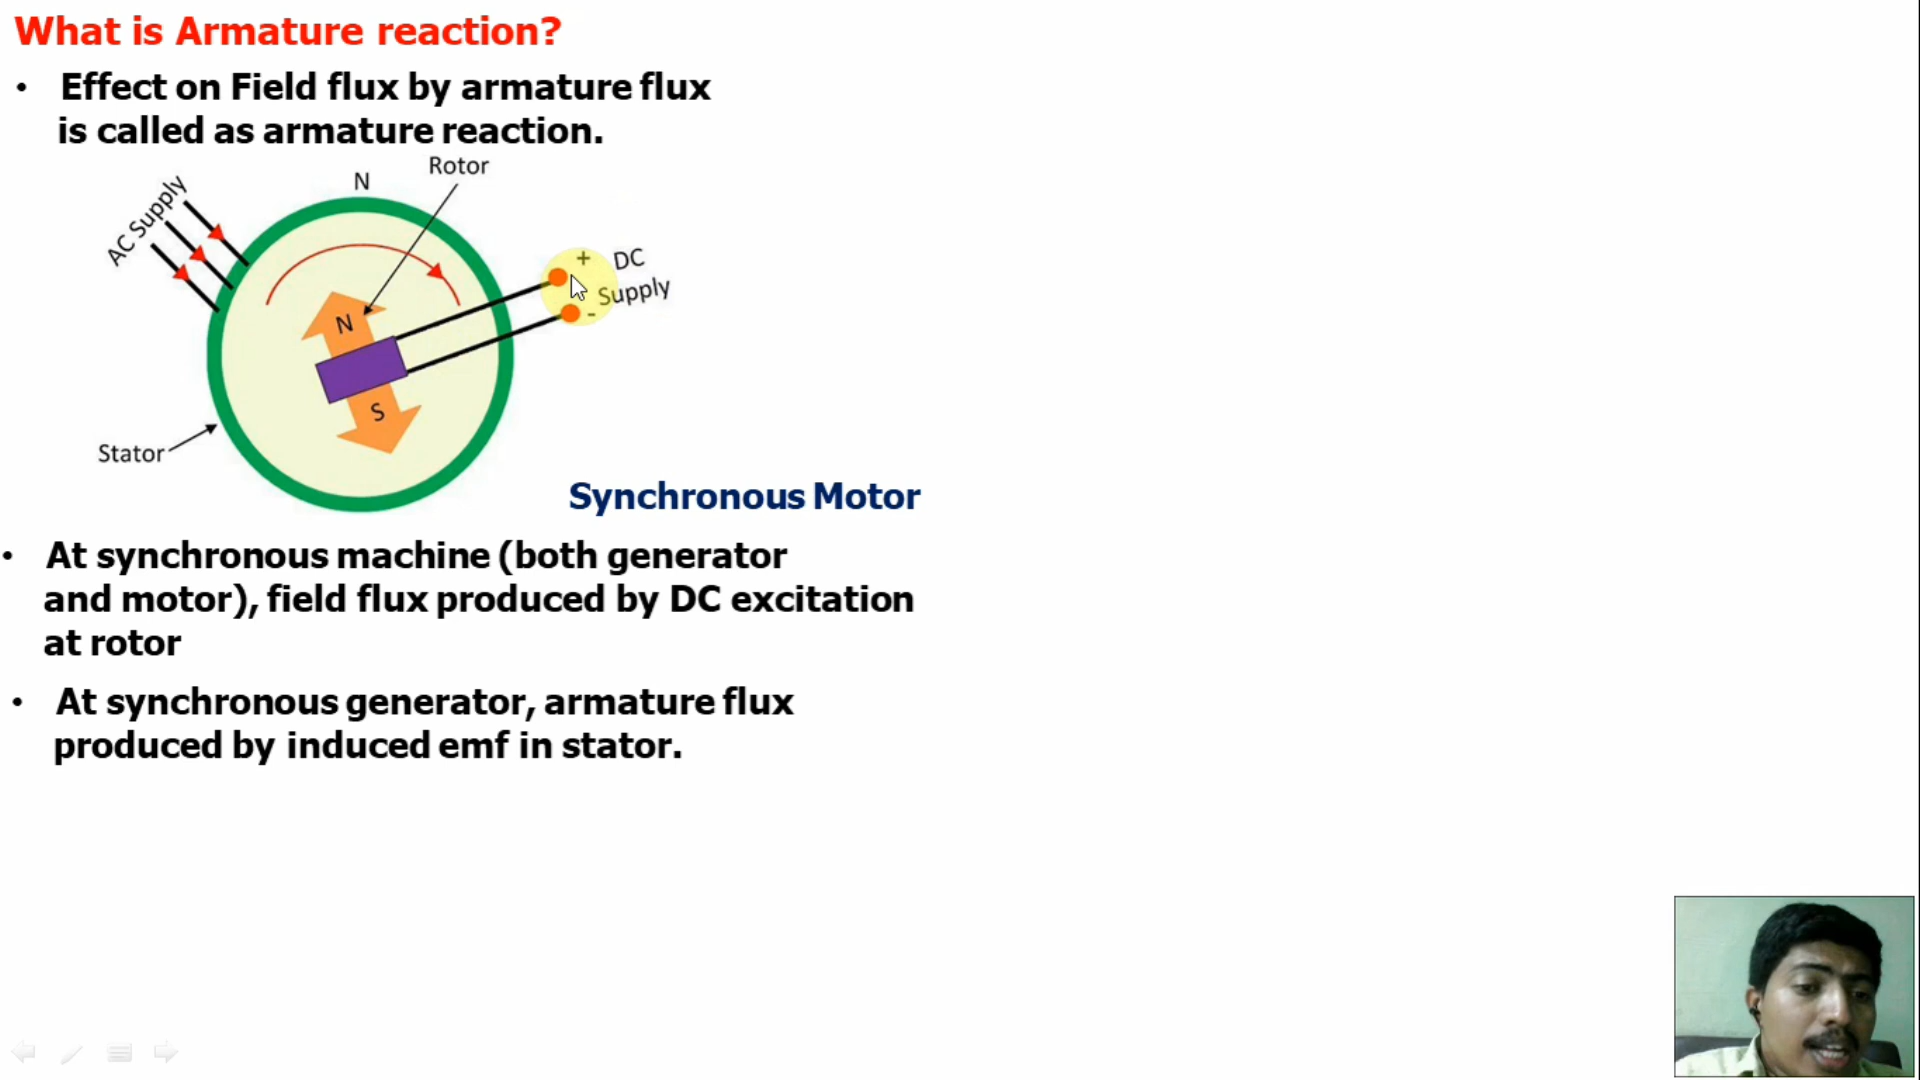 What is Armature reaction?
• Effect on Field flux by armature flux
is called as armature reaction.
Rotor
N
AC Supply
+
DC
Supply
-
N
S
Stator
Synchronous Motor
• At synchronous machine (both generator
and motor), field flux produced by DC excitation
at rotor
• At synchronous generator, armature flux
produced by induced emf in stator.